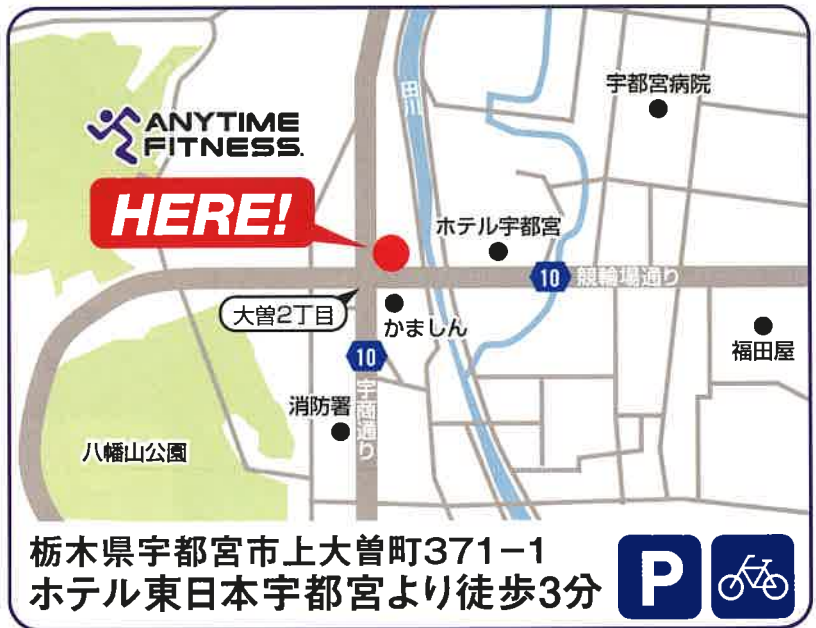 ANYTIME
FITNESS.
HERE!
田川
宇都宮病院
ホテル宇都宮
10
競輪場通り
大曽2丁目
かましん
福田屋
10
宇商通り
消防署
八幡山公園
栃木県宇都宮市上大曽町371-1
ホテル東日本宇都宮より徒歩3分
P